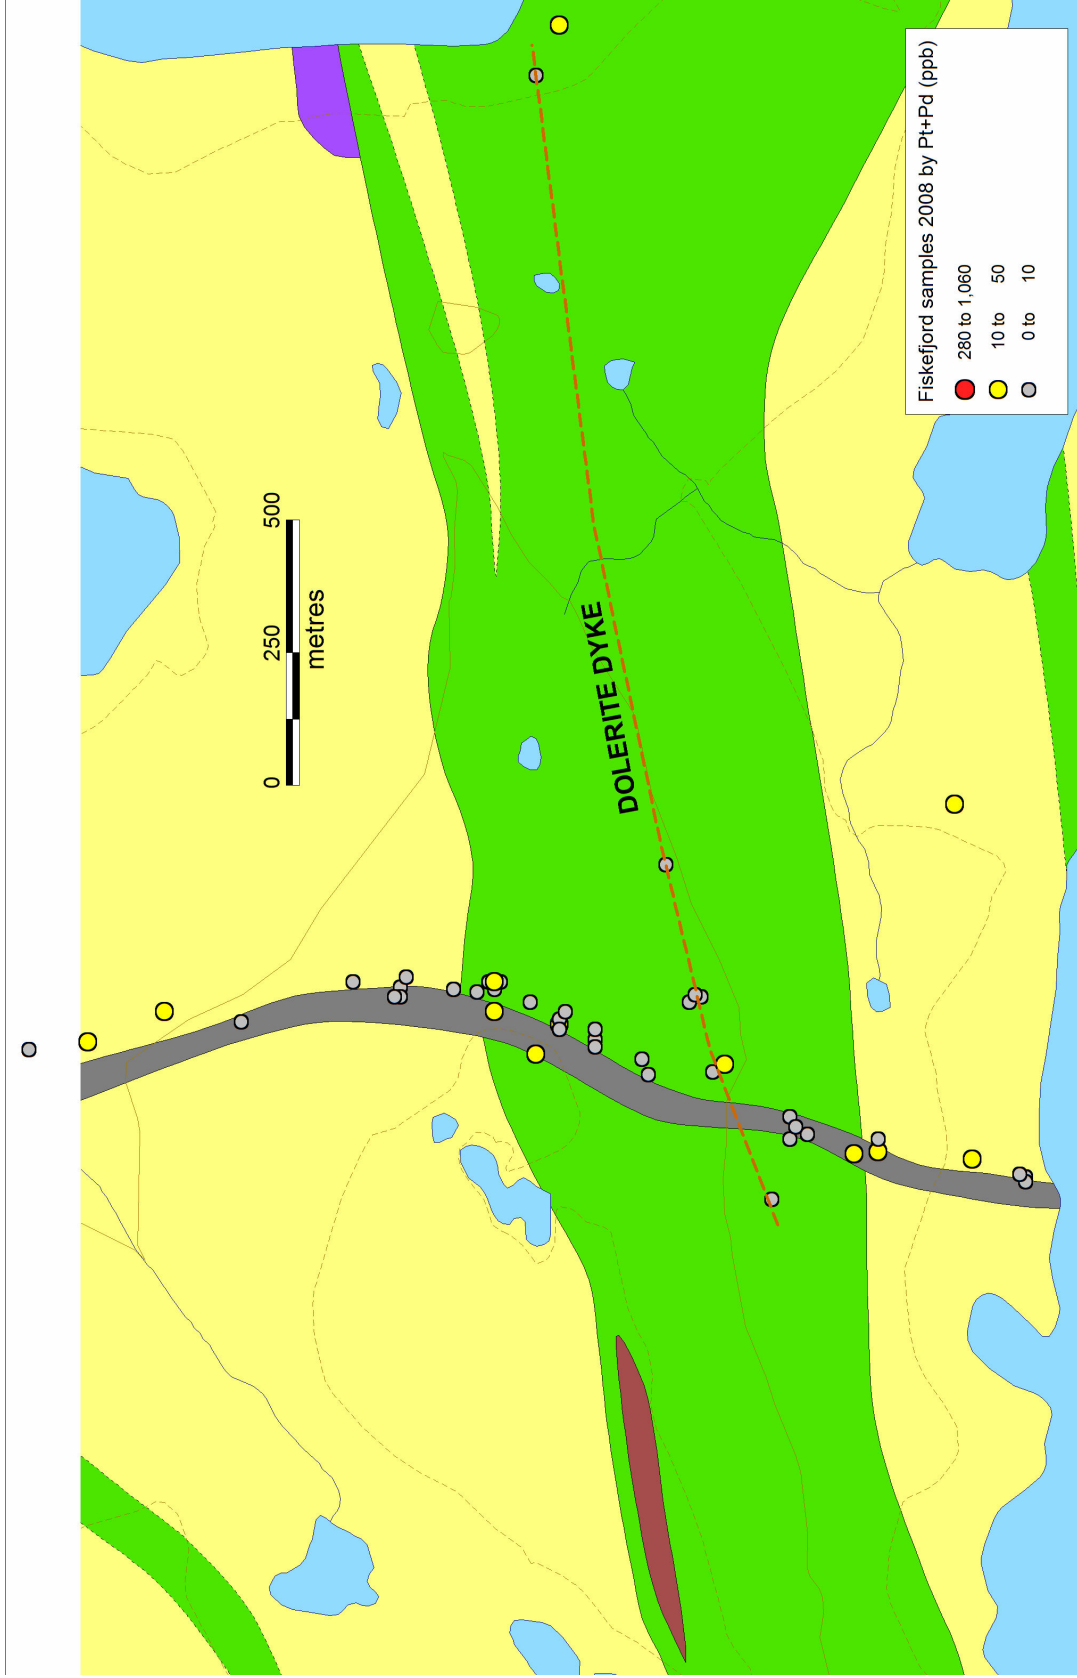 0 250 500
metres
DOLERITE DYKE
Fiskefjord samples 2008 by Pt+Pd (ppb)
280 to 1,060
10 to 50
0 to 10